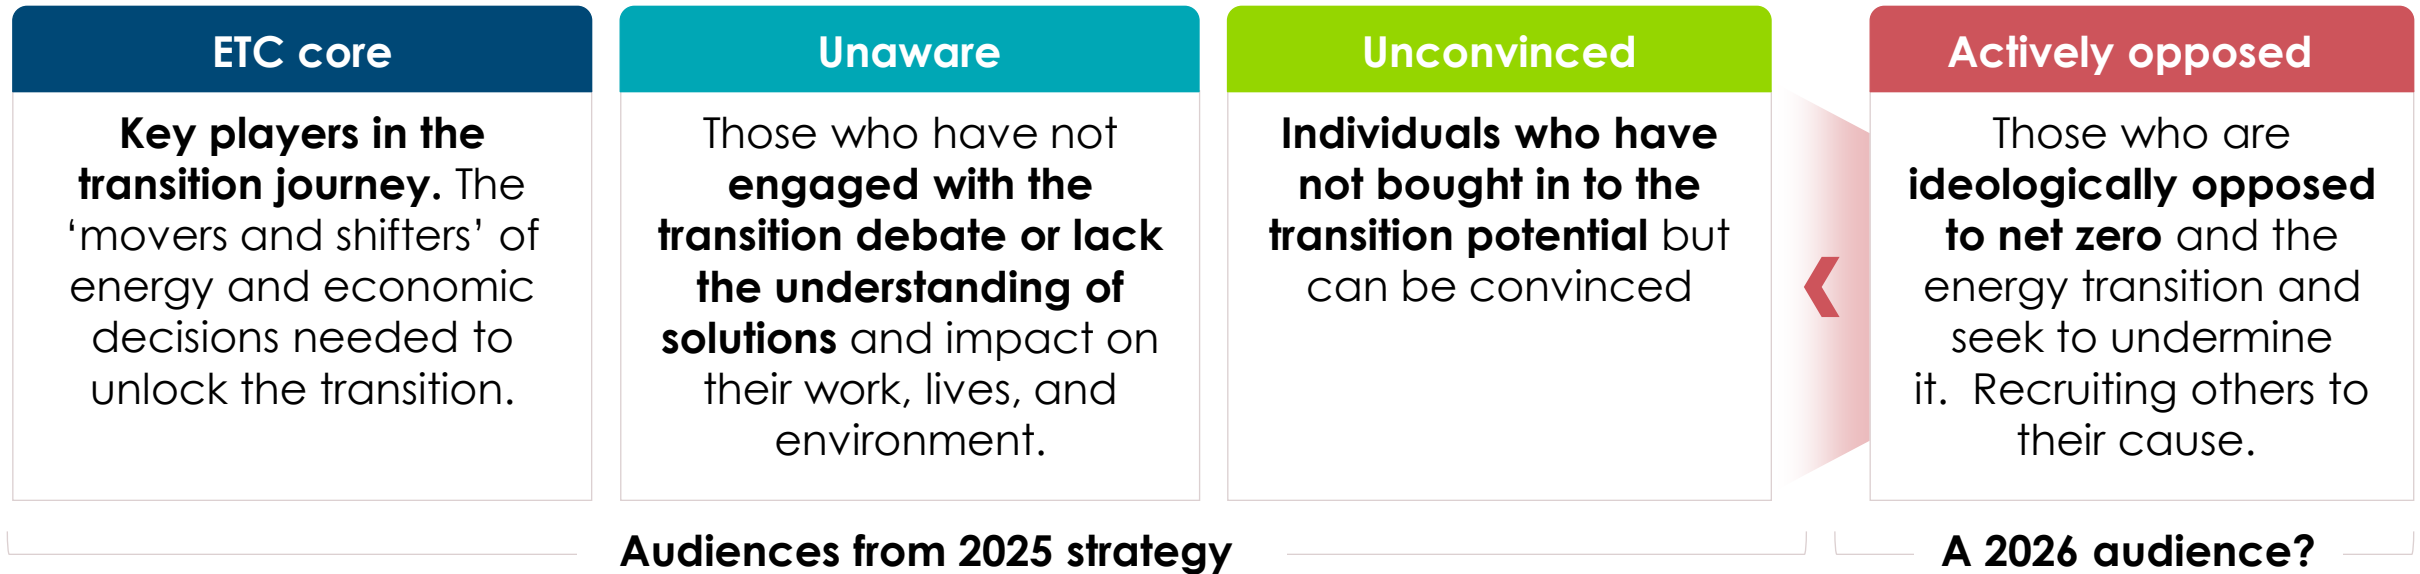 ETC core
Key players in the
transition journey. The
‘movers and shifters’ of
energy and economic
decisions needed to
unlock the transition.
Unaware
Those who have not
engaged with the
transition debate or lack
the understanding of
solutions and impact on
their work, lives, and
environment.
Unconvinced
Individuals who have
not bought in to the
transition potential but
can be convinced
Actively opposed
Those who are
ideologically opposed
to net zero and the
energy transition and
seek to undermine
it.  Recruiting others to
their cause.
Audiences from 2025 strategy
A 2026 audience?